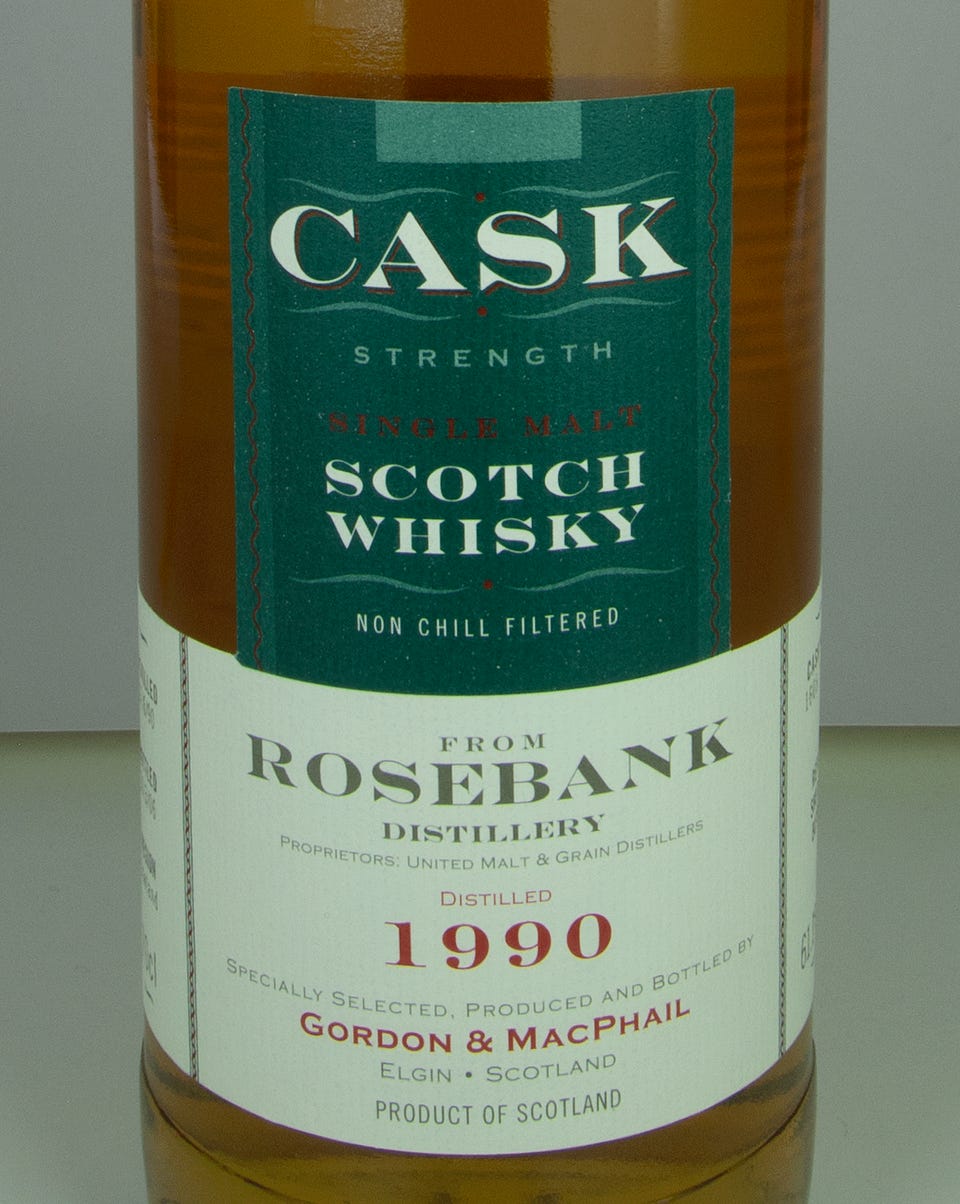 CASK
STRENGTH
SINGLE MALT
SCOTCH
WHISKY
NON CHILL FILTERED
FROM
ROSEBANK
DISTILLERY
PROPRIETORS: UNITED MALT & GRAIN DISTILLERS
DISTILLED
1990
SPECIALLY SELECTED, PRODUCED AND BOTTLED BY
GORDON & MACPHAIL
ELGIN • SCOTLAND
PRODUCT OF SCOTLAND